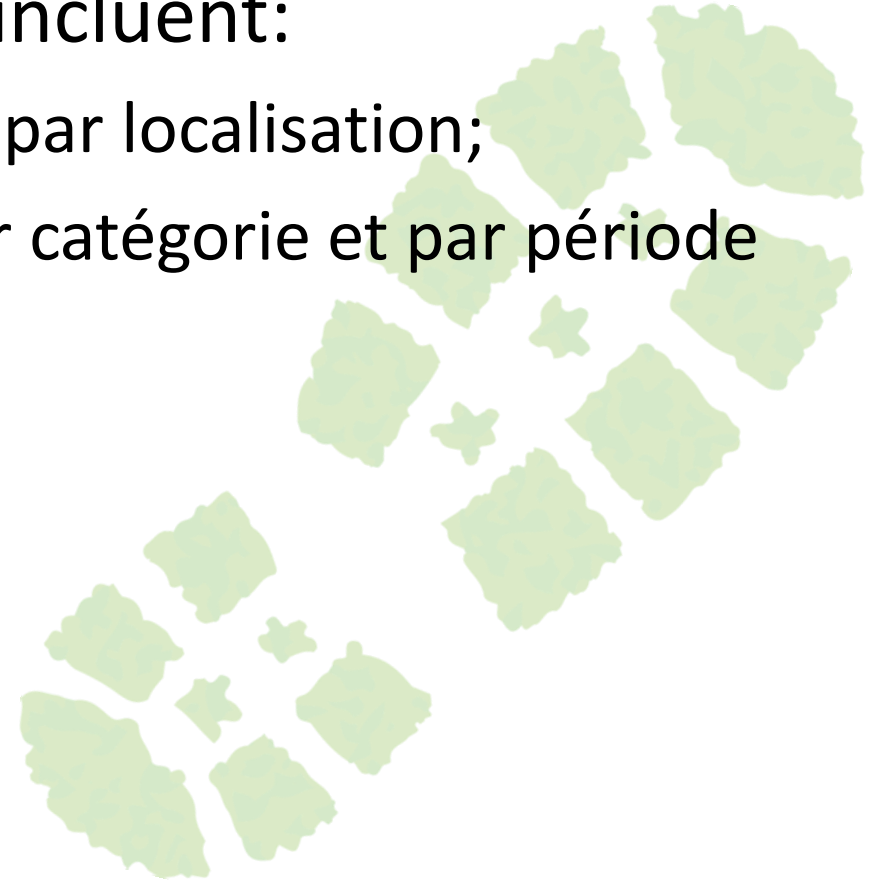 incluent:
par localisation;
r catégorie et par période